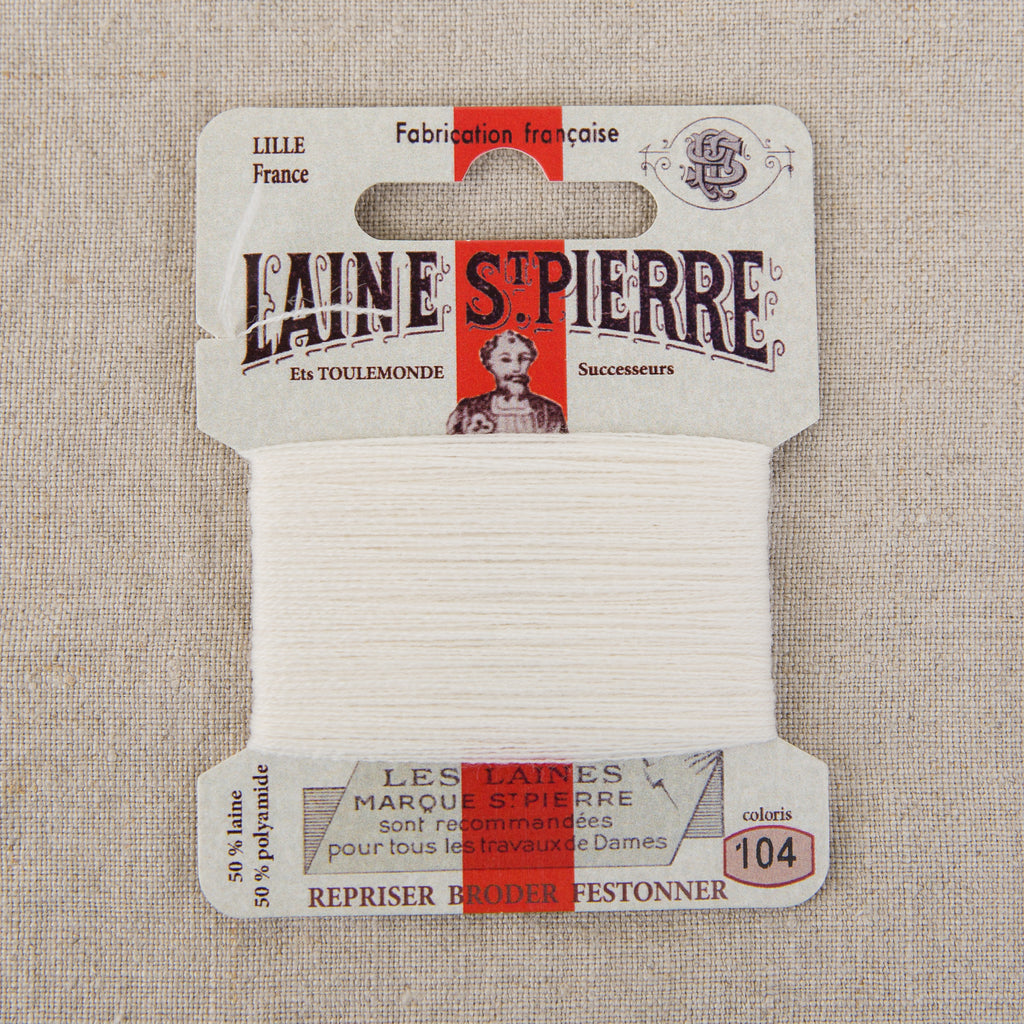 LILLE
France
Fabrication française
LAINE ST. PIERRE
Ets TOULEMONDE Successeurs
50 % laine
50 % polyamide
LES LAINES
MARQUE ST PIERRE
sont recommandées
pour tous les travaux de Dames
REPRISER BRODER FESTONNER
coloris
104